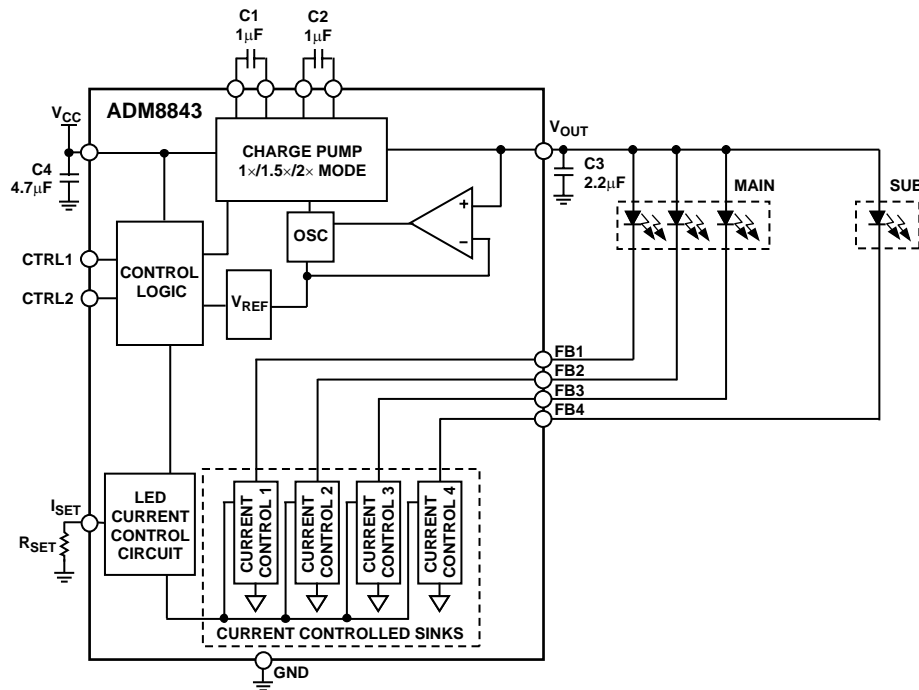 C1
1μF
C2
1μF
ADM8843
VCC
C4
4.7μF
CHARGE PUMP
1×/1.5×/2× MODE
VOUT
C3
2.2μF
MAIN
SUB
OSC
+
−
CTRL1
CTRL2
CONTROL
LOGIC
VREF
FB1
FB2
FB3
FB4
ISET
RSET
LED
CURRENT
CONTROL
CIRCUIT
CURRENT
CONTROL 1
CURRENT
CONTROL 2
CURRENT
CONTROL 3
CURRENT
CONTROL 4
CURRENT CONTROLLED SINKS
GND